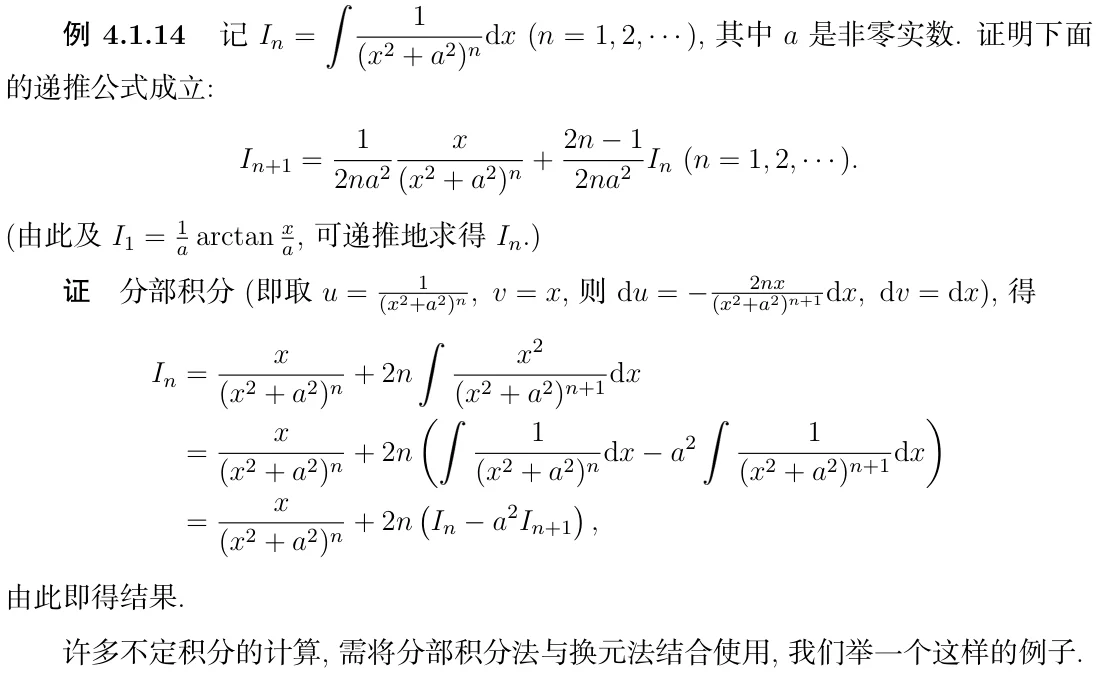 例 4.1.14 记 $I_n = \int \frac{1}{(x^2+a^2)^n}\mathrm{d}x\ (n = 1, 2, \cdots)$, 其中 $a$ 是非零实数. 证明下面
的递推公式成立:
$I_{n+1} = \frac{1}{2na^2}\frac{x}{(x^2+a^2)^n} + \frac{2n-1}{2na^2}I_n\ (n = 1, 2, \cdots).$
(由此及 $I_1 = \frac{1}{a}\arctan\frac{x}{a}$, 可递推地求得 $I_n$.)
证 分部积分 (即取 $u = \frac{1}{(x^2+a^2)^n},\ v = x$, 则 $\mathrm{d}u = -\frac{2nx}{(x^2+a^2)^{n+1}}\mathrm{d}x,\ \mathrm{d}v = \mathrm{d}x$), 得
$I_n = \frac{x}{(x^2+a^2)^n} + 2n\int \frac{x^2}{(x^2+a^2)^{n+1}}\mathrm{d}x$
$= \frac{x}{(x^2+a^2)^n} + 2n\left(\int \frac{1}{(x^2+a^2)^n}\mathrm{d}x - a^2\int \frac{1}{(x^2+a^2)^{n+1}}\mathrm{d}x\right)$
$= \frac{x}{(x^2+a^2)^n} + 2n\left(I_n - a^2I_{n+1}\right),$
由此即得结果.
许多不定积分的计算, 需将分部积分法与换元法结合使用, 我们举一个这样的例子.